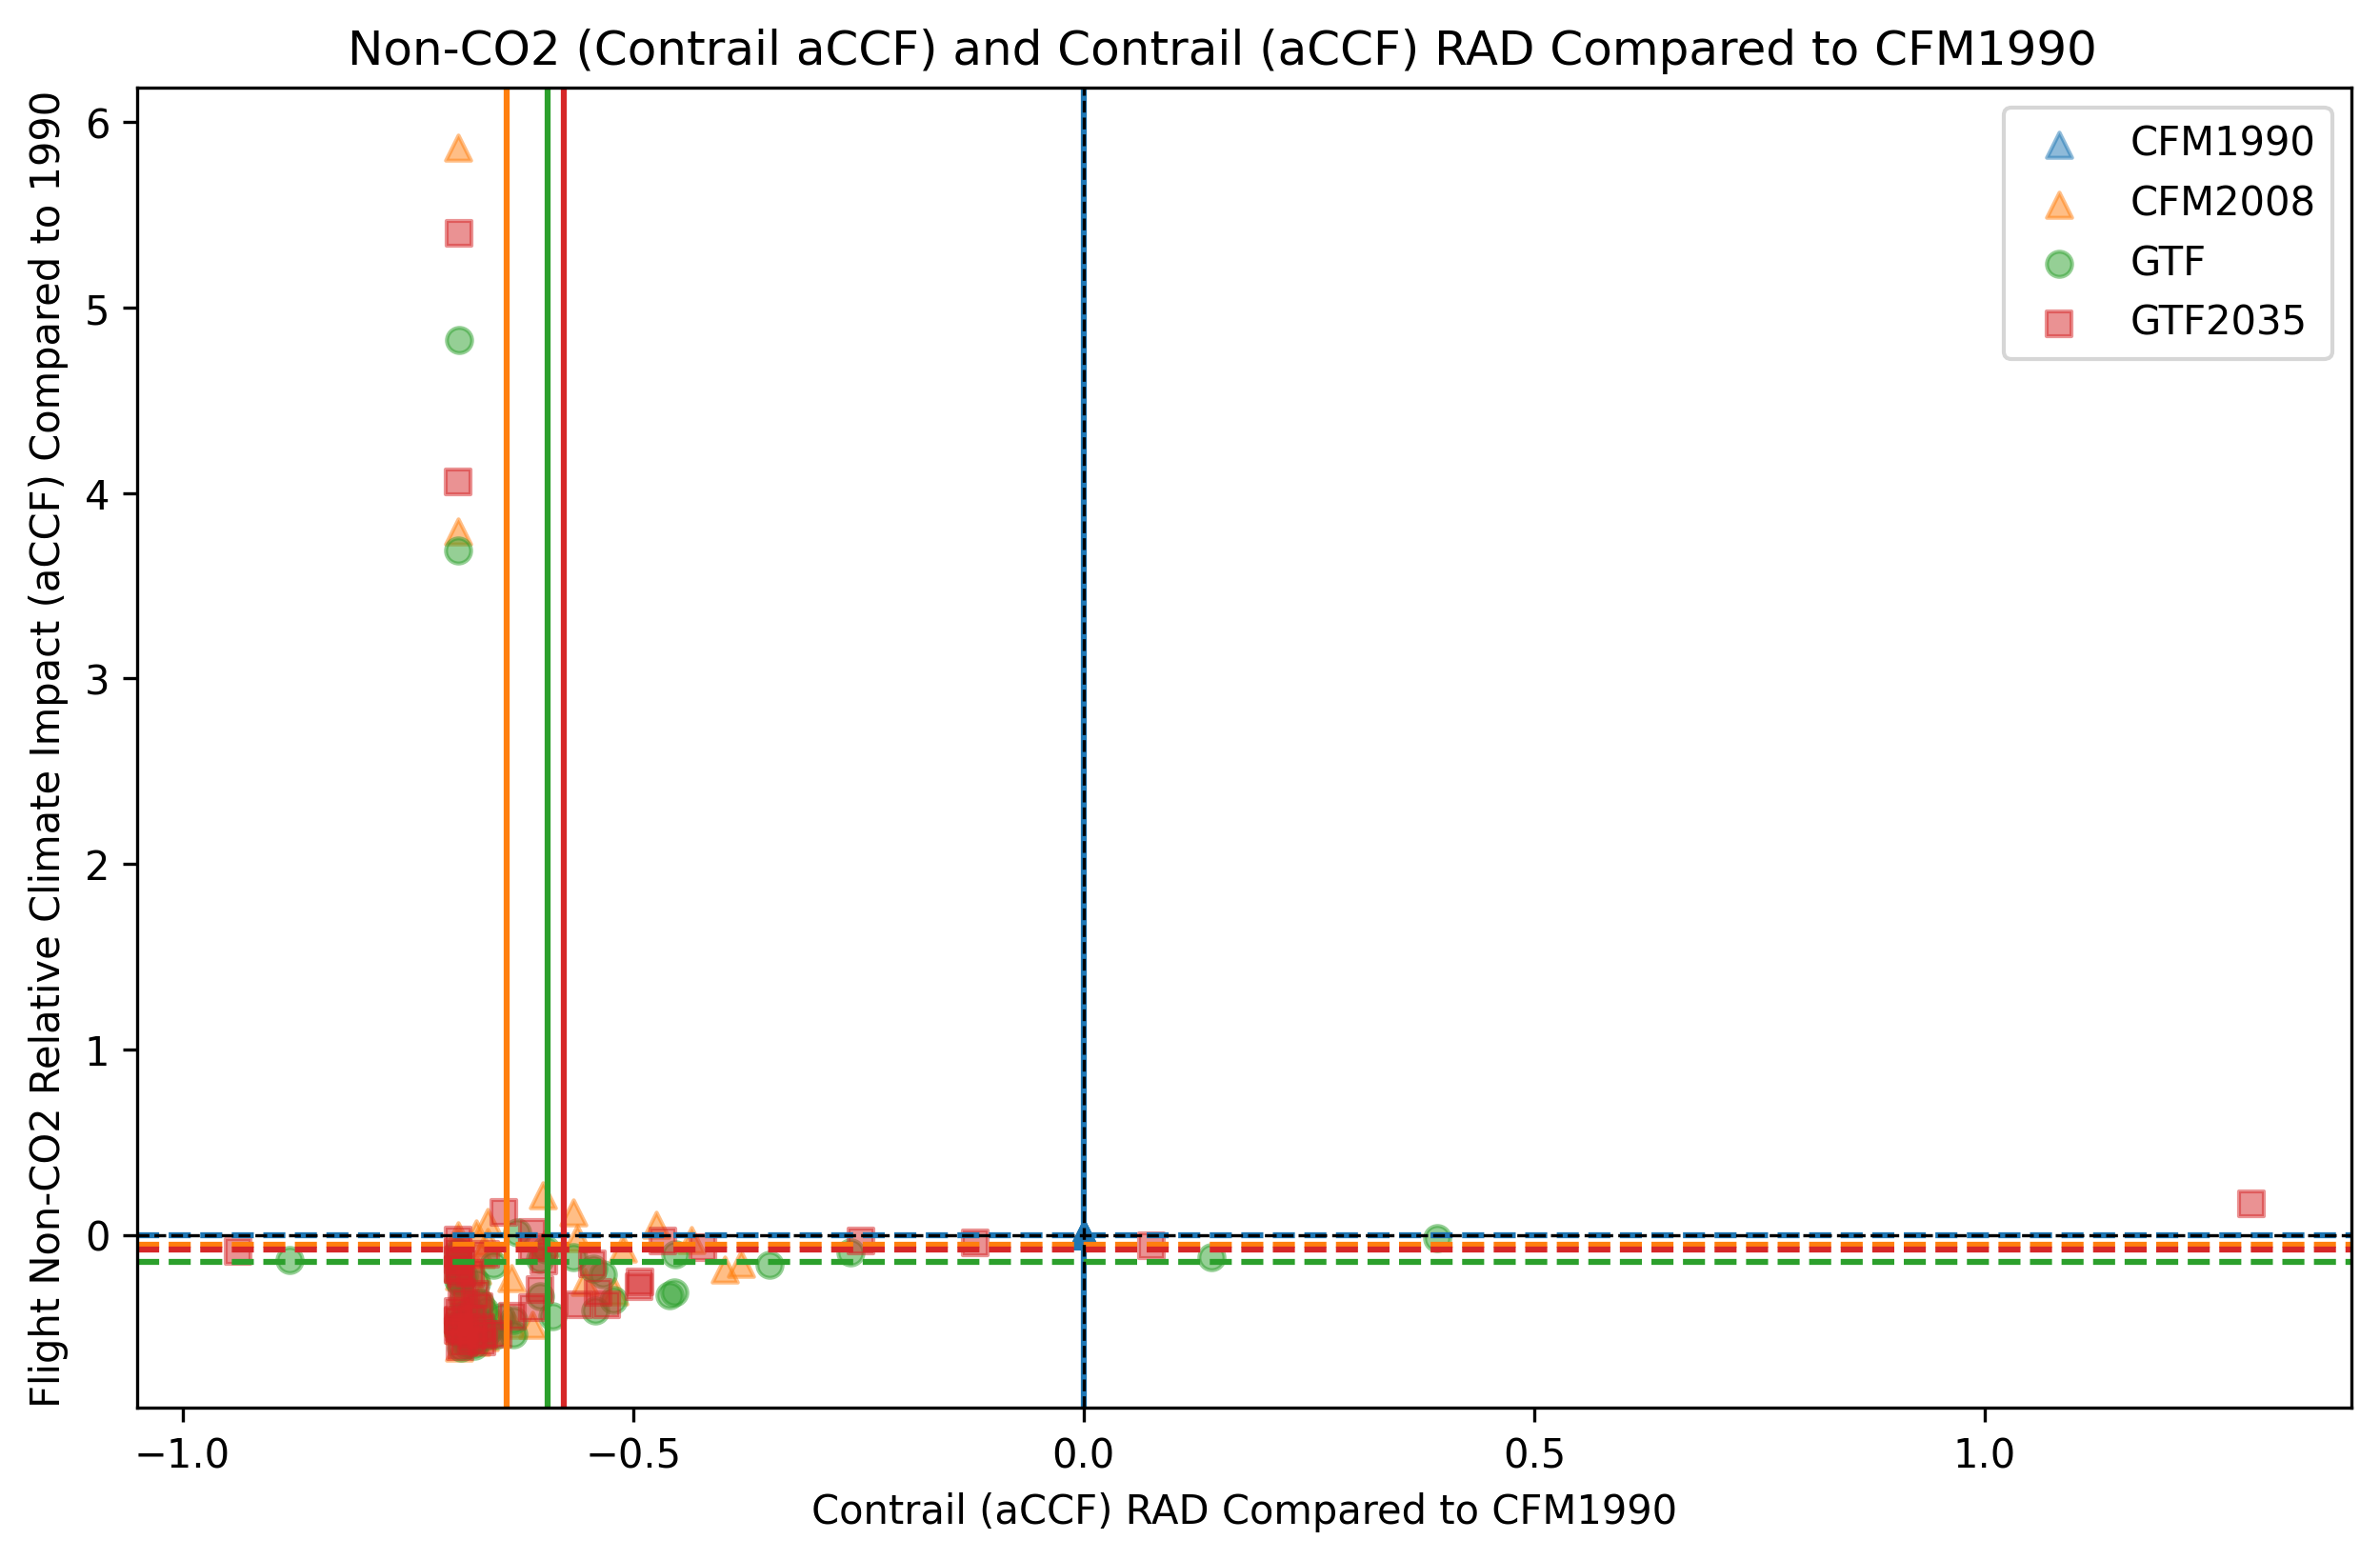 Non-CO2 (Contrail aCCF) and Contrail (aCCF) RAD Compared to CFM1990
Flight Non-CO2 Relative Climate Impact (aCCF) Compared to 1990
6
5
4
3
2
1
0
CFM1990
CFM2008
GTF
GTF2035
−1.0
−0.5
0.0
0.5
1.0
Contrail (aCCF) RAD Compared to CFM1990